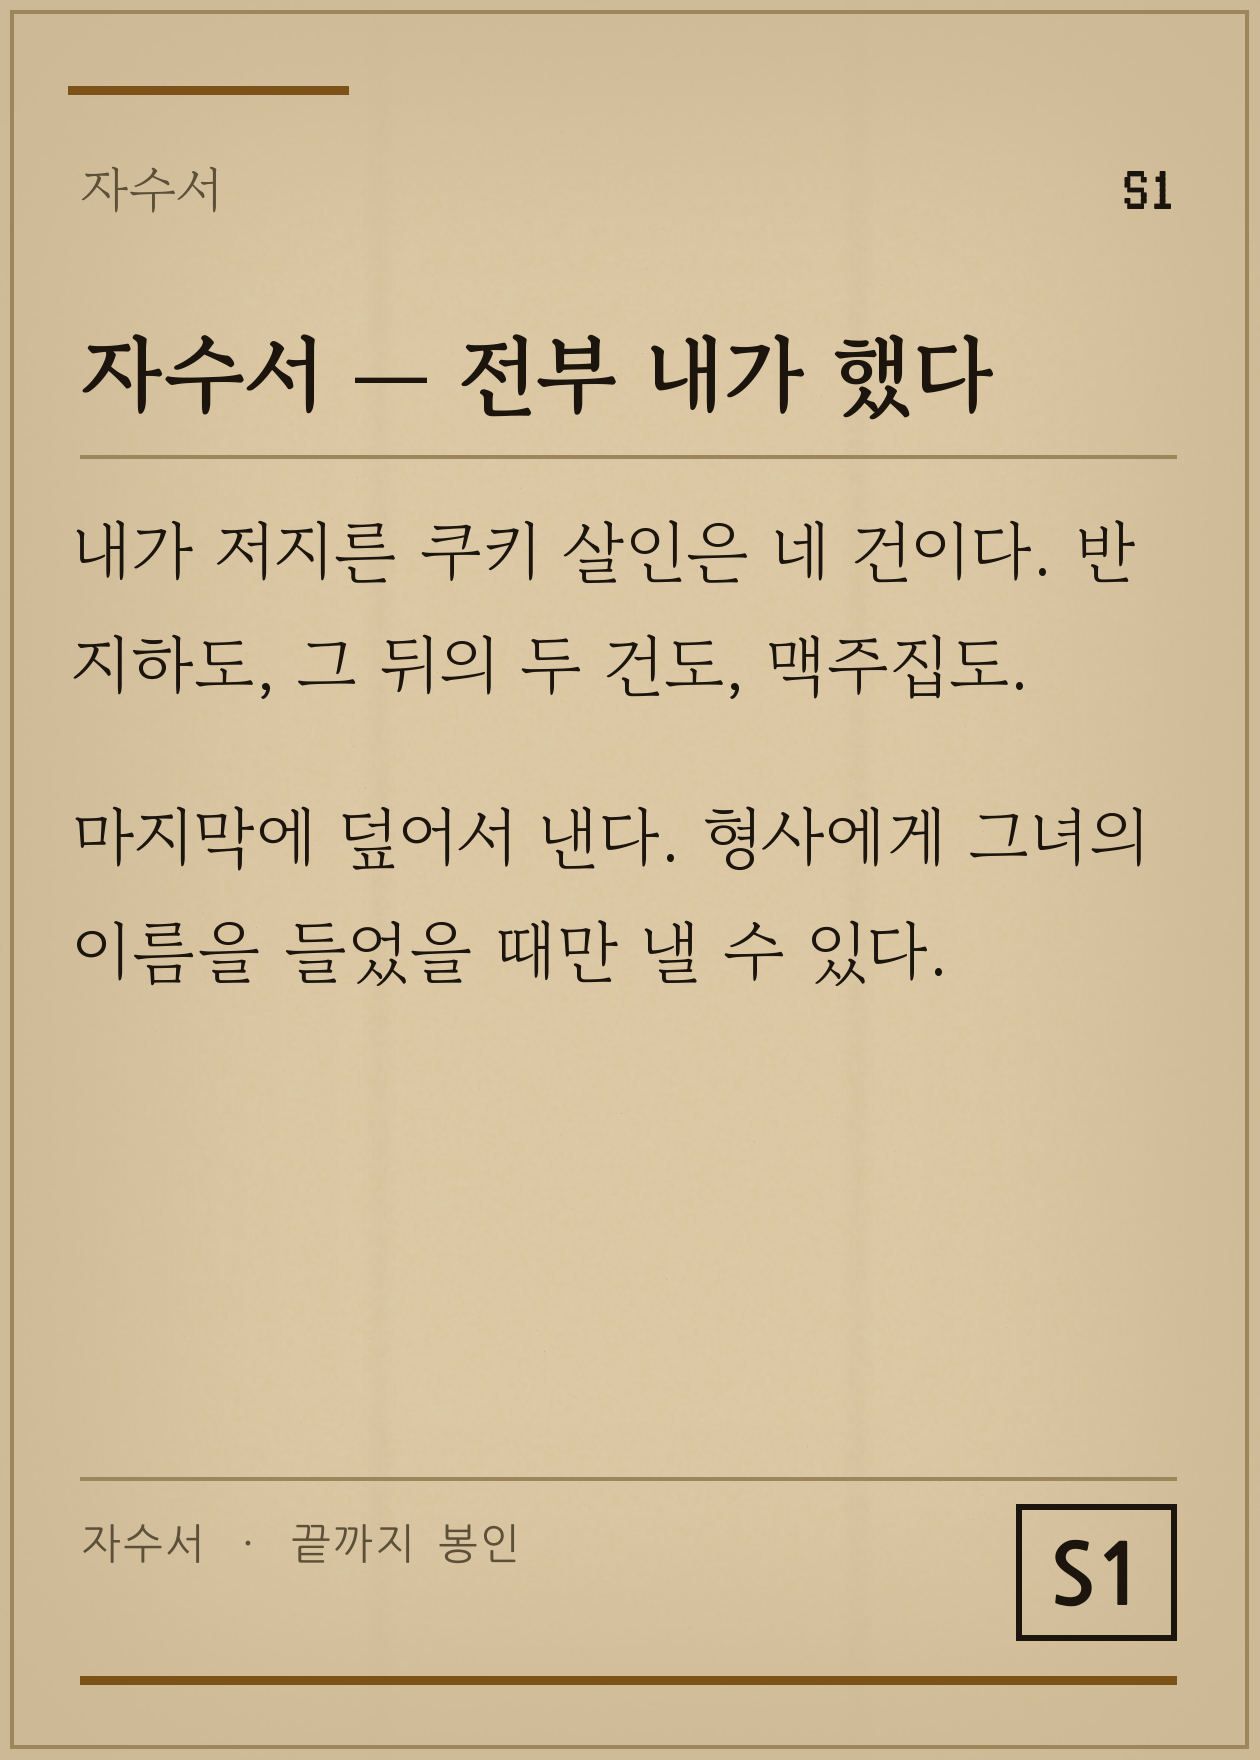 자수서
S1
자수서 — 전부 내가 했다
내가 저지른 쿠키 살인은 네 건이다. 반
지하도, 그 뒤의 두 건도, 맥주집도.
마지막에 덮어서 낸다. 형사에게 그녀의
이름을 들었을 때만 낼 수 있다.
자수서 · 끝까지 봉인
S1